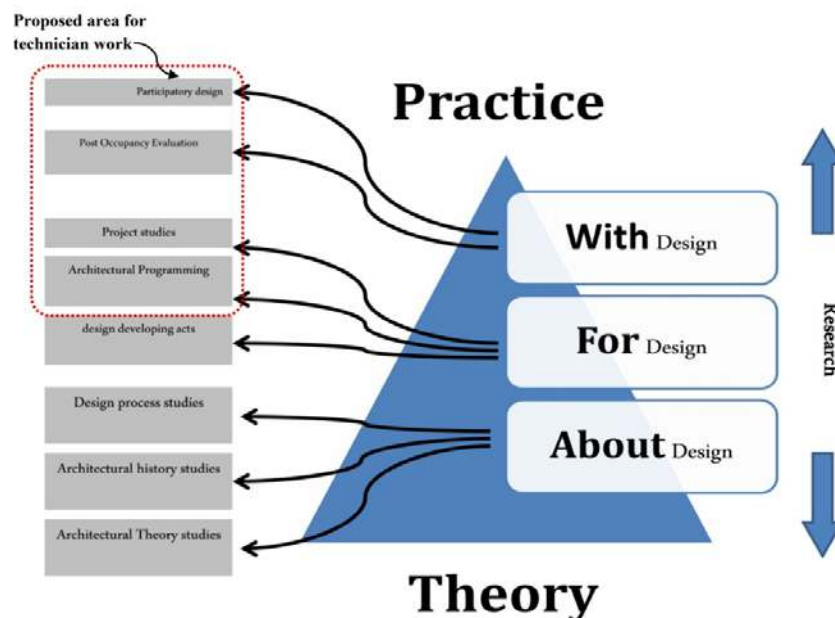 Proposed area for
technician work
Participatory design
Post Occupancy Evaluation
Project studies
Architectural Programming
design developing acts
Design process studies
Architectural history studies
Architectural Theory studies
Practice
With Design
For Design
About Design
Theory
Research